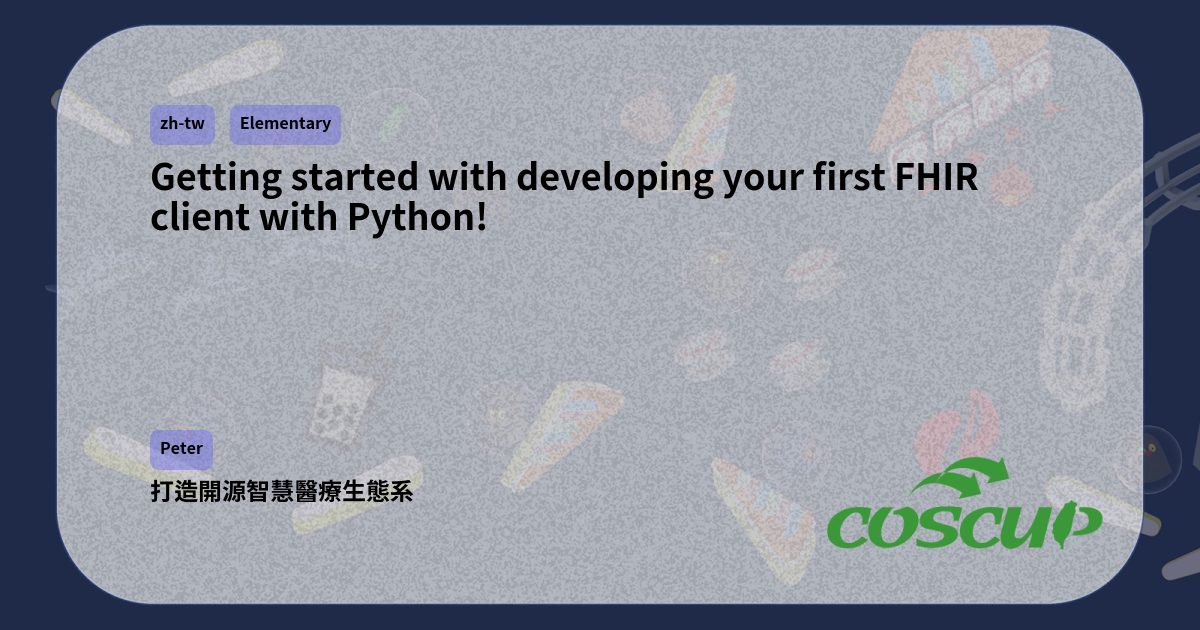 zh-tw Elementary
Getting started with developing your first FHIR
client with Python!
Peter
打造開源智慧醫療生態系
COSCUP